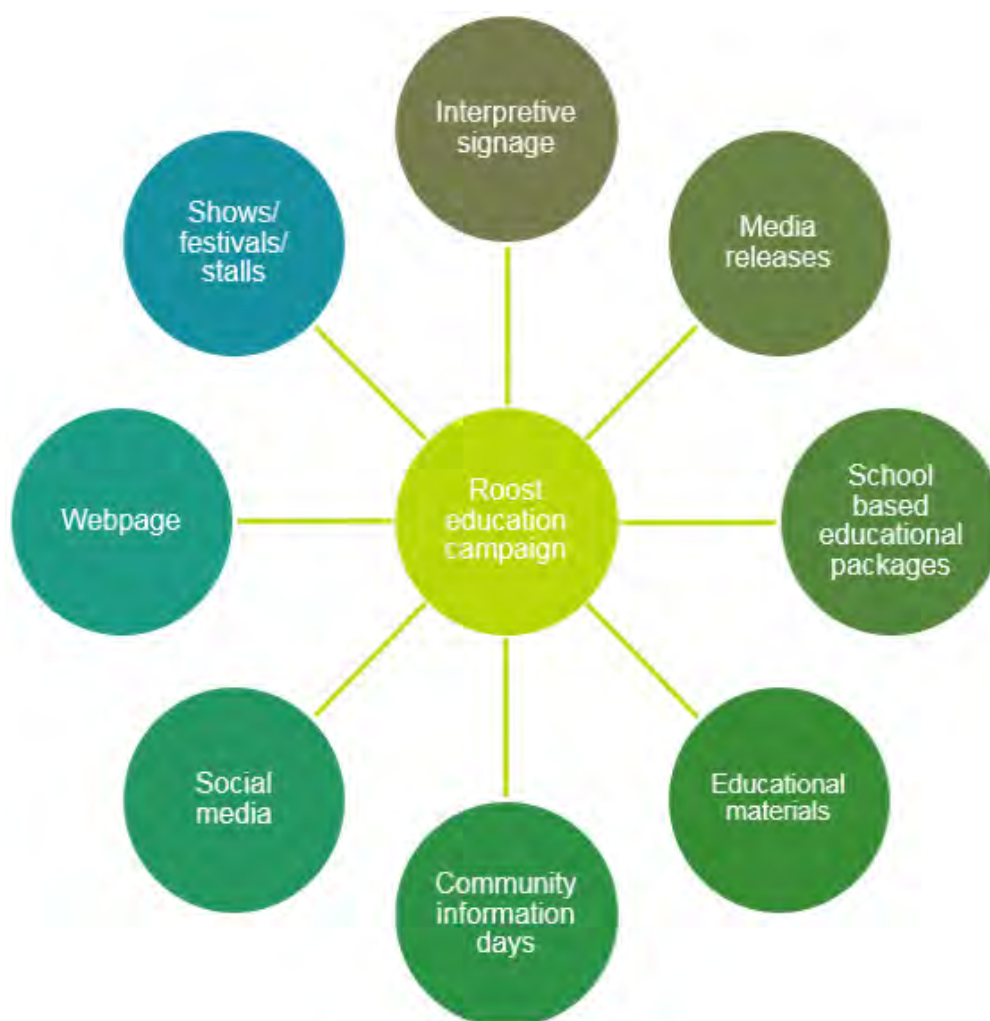 Interpretive
signage
Media
releases
School
based
educational
packages
Educational
materials
Community
information
days
Social
media
Webpage
Shows/
festivals/
stalls
Roost
education
campaign